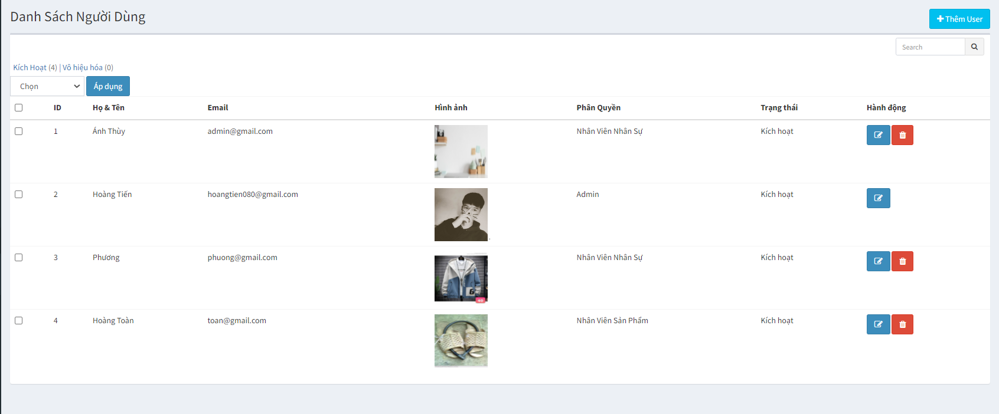 Danh Sách Người Dùng
Thêm User
Search
Kích Hoạt (4) | Vô hiệu hóa (0)
Chọn Áp dụng
ID Họ & Tên Email Hình ảnh Phân Quyền Trạng thái Hành động
1 Ánh Thùy admin@gmail.com Nhân Viên Nhân Sự Kích hoạt
2 Hoàng Tiến hoangtien080@gmail.com Admin Kích hoạt
3 Phương phuong@gmail.com Nhân Viên Nhân Sự Kích hoạt
6
4 Hoàng Toàn toan@gmail.com Nhân Viên Sản Phẩm Kích hoạt